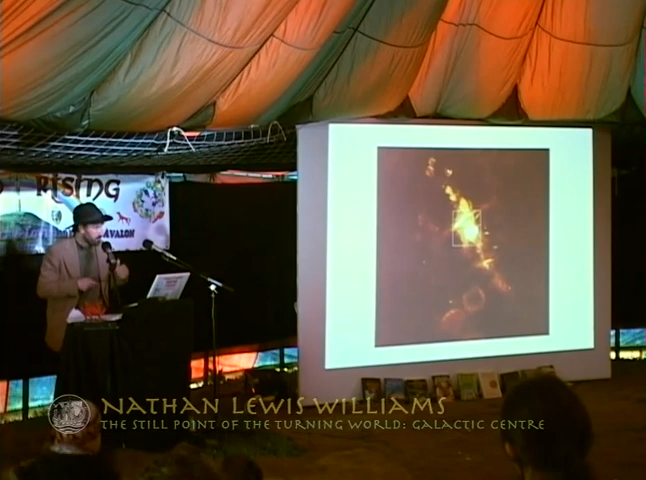 RISING
AVALON
NATHAN LEWIS WILLIAMS
THE STILL POINT OF THE TURNING WORLD: GALACTIC CENTRE